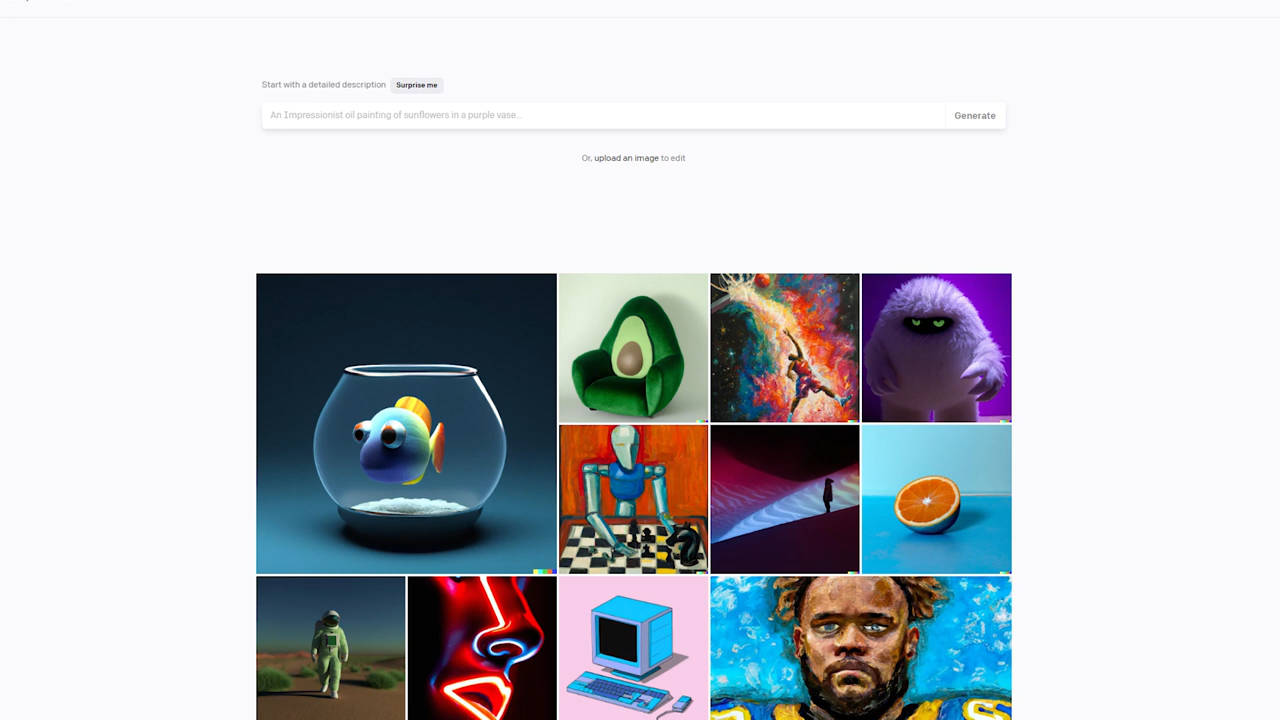 Start with a detailed description Surprise me
An Impressionist oil painting of sunflowers in a purple vase... Generate
Or, upload an image to edit